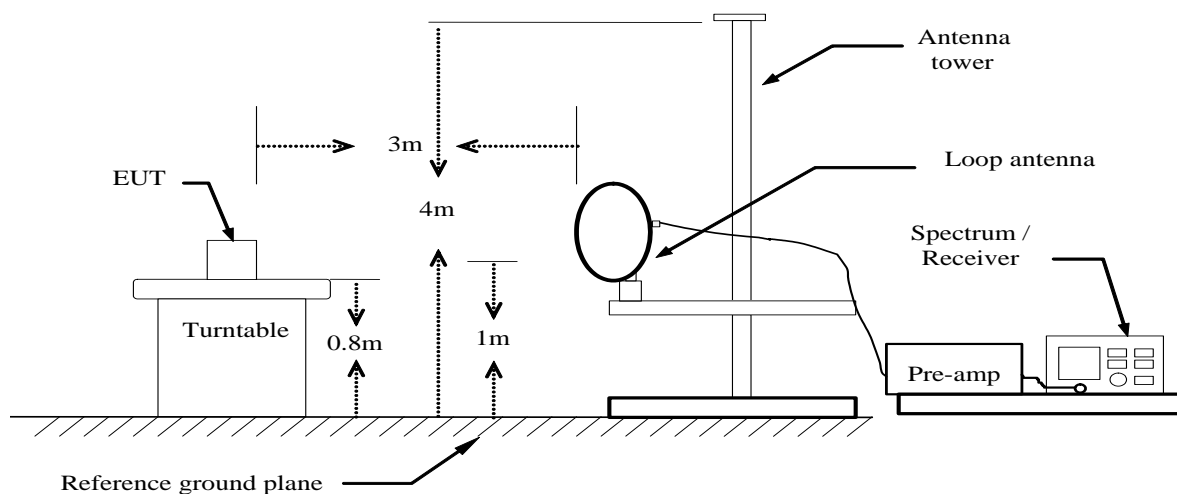 Antenna
tower
3m
Loop antenna
EUT
4m
Spectrum /
Receiver
Turntable
0.8m
1m
Pre-amp
Reference ground plane